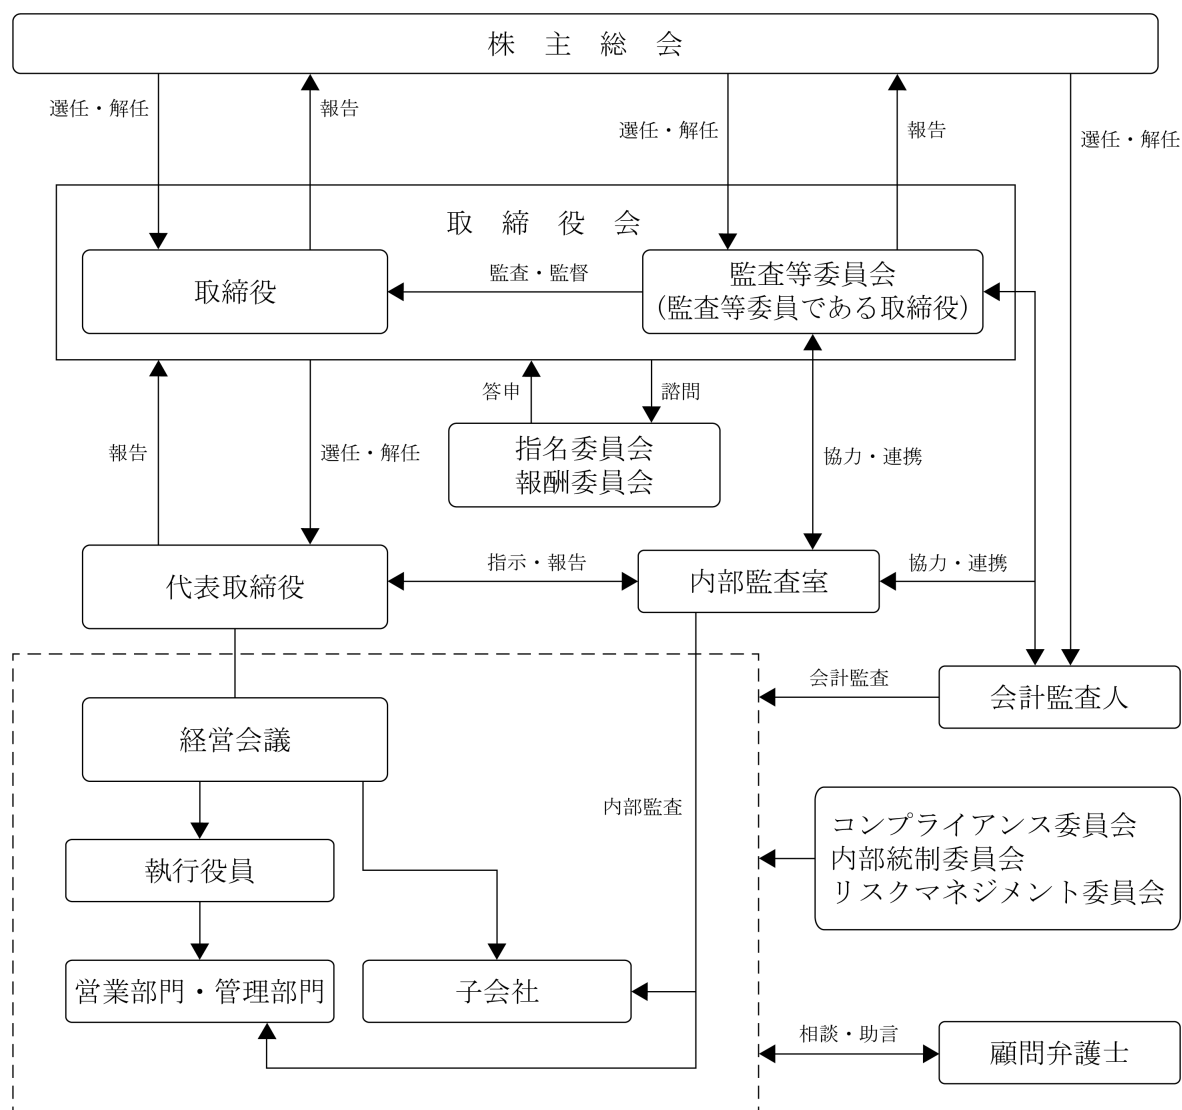 株主総会
選任・解任
報告
選任・解任
報告
選任・解任
取締役会
取締役
監査・監督
監査等委員会
(監査等委員である取締役)
答申
諮問
報告
選任・解任
指名委員会
報酬委員会
協力・連携
代表取締役
指示・報告
内部監査室
協力・連携
会計監査
会計監査人
経営会議
内部監査
コンプライアンス委員会
内部統制委員会
リスクマネジメント委員会
執行役員
営業部門・管理部門
子会社
相談・助言
顧問弁護士